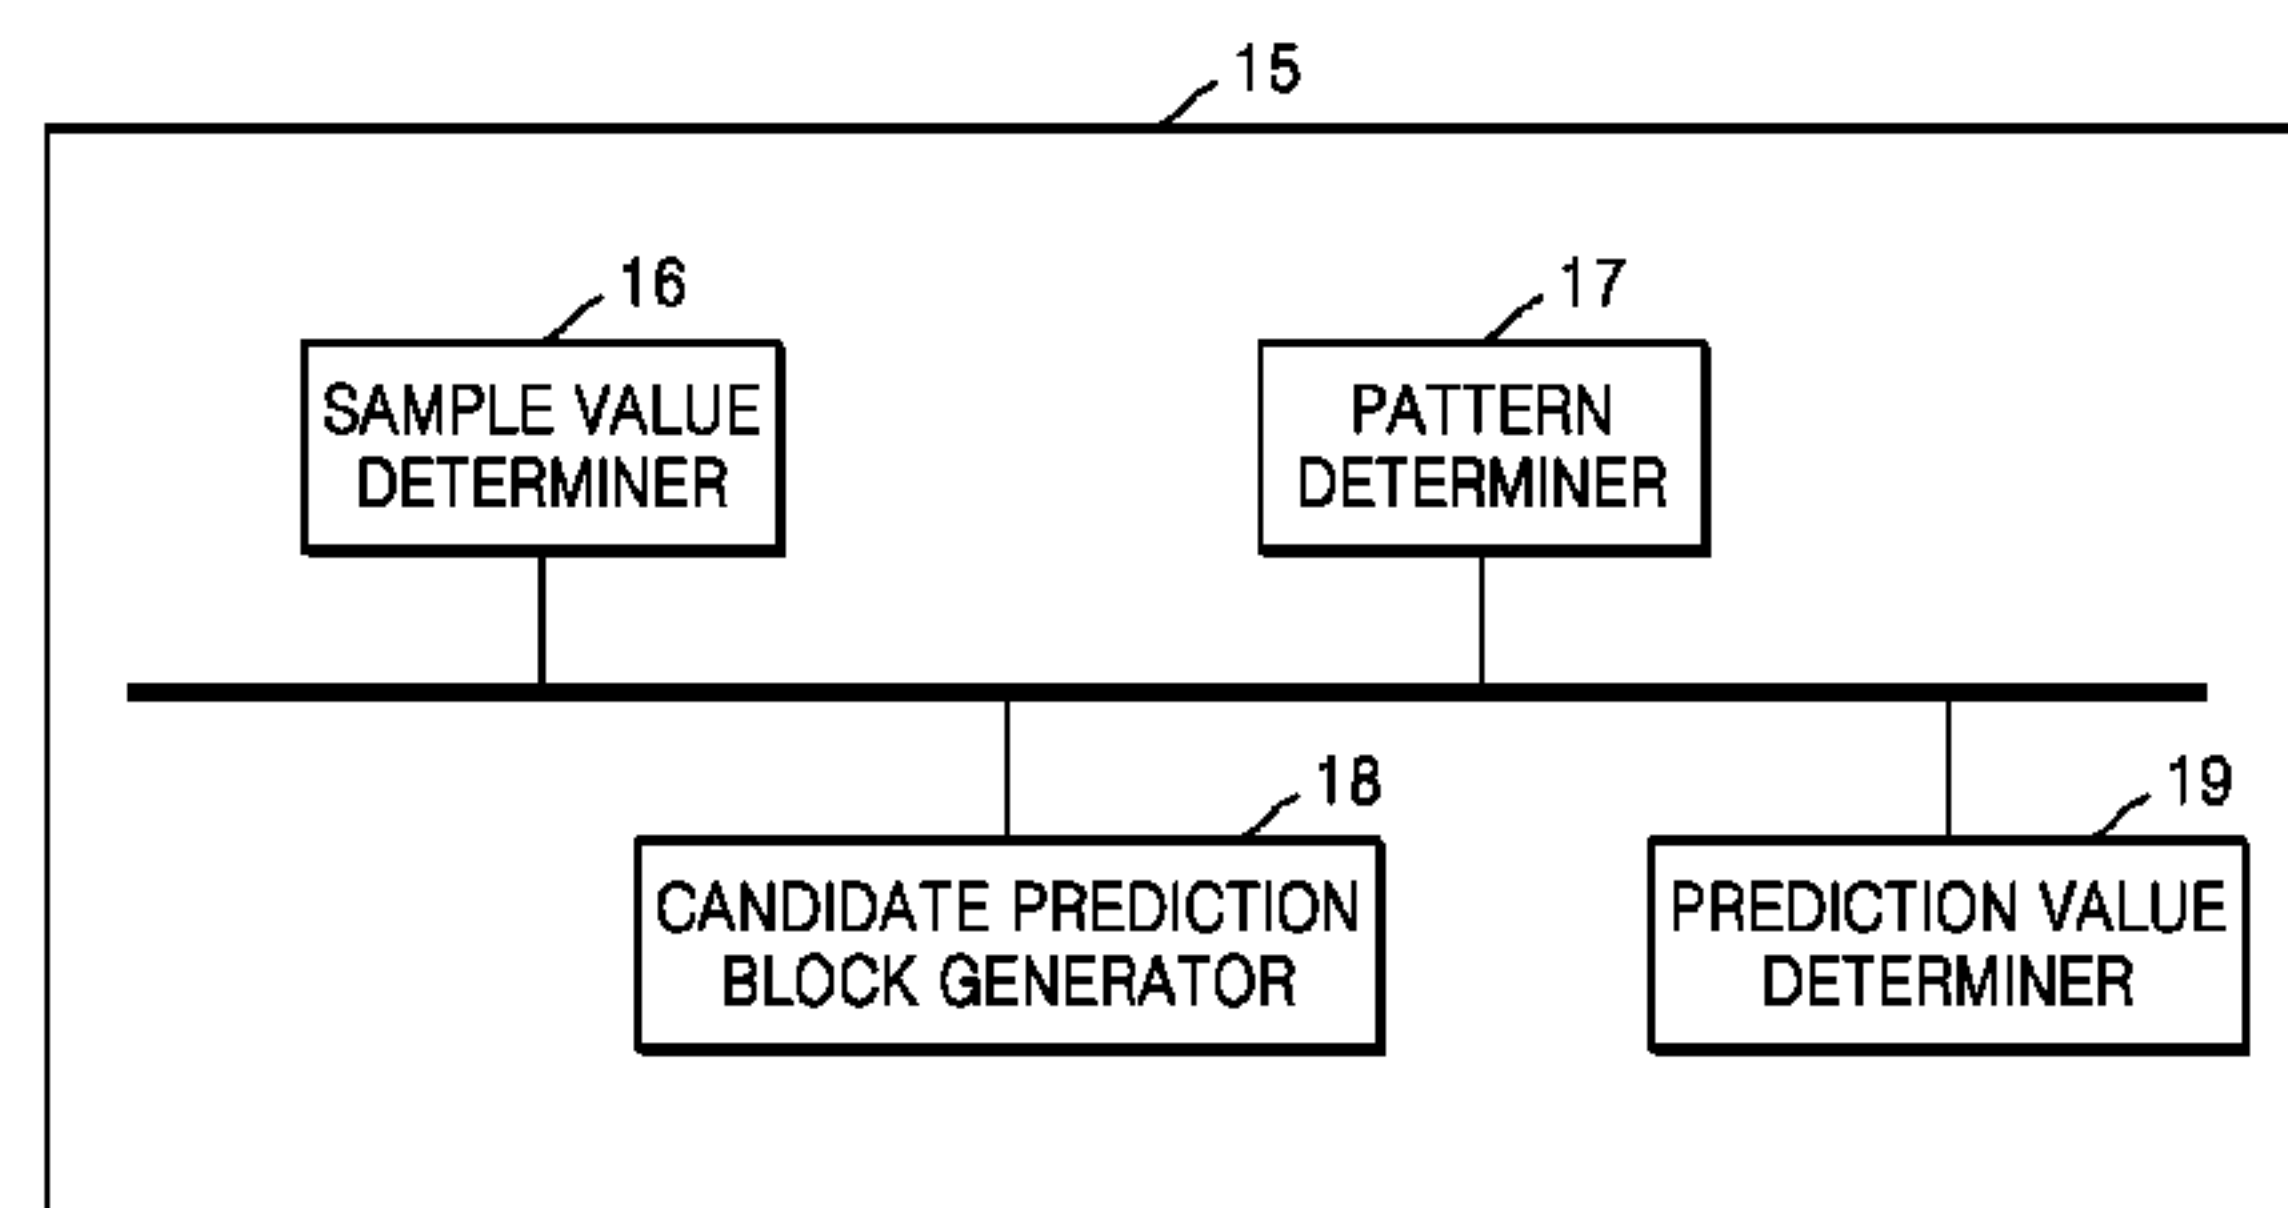 15
16
17
SAMPLE VALUE
DETERMINER
PATTERN
DETERMINER
18
19
CANDIDATE PREDICTION
BLOCK GENERATOR
PREDICTION VALUE
DETERMINER